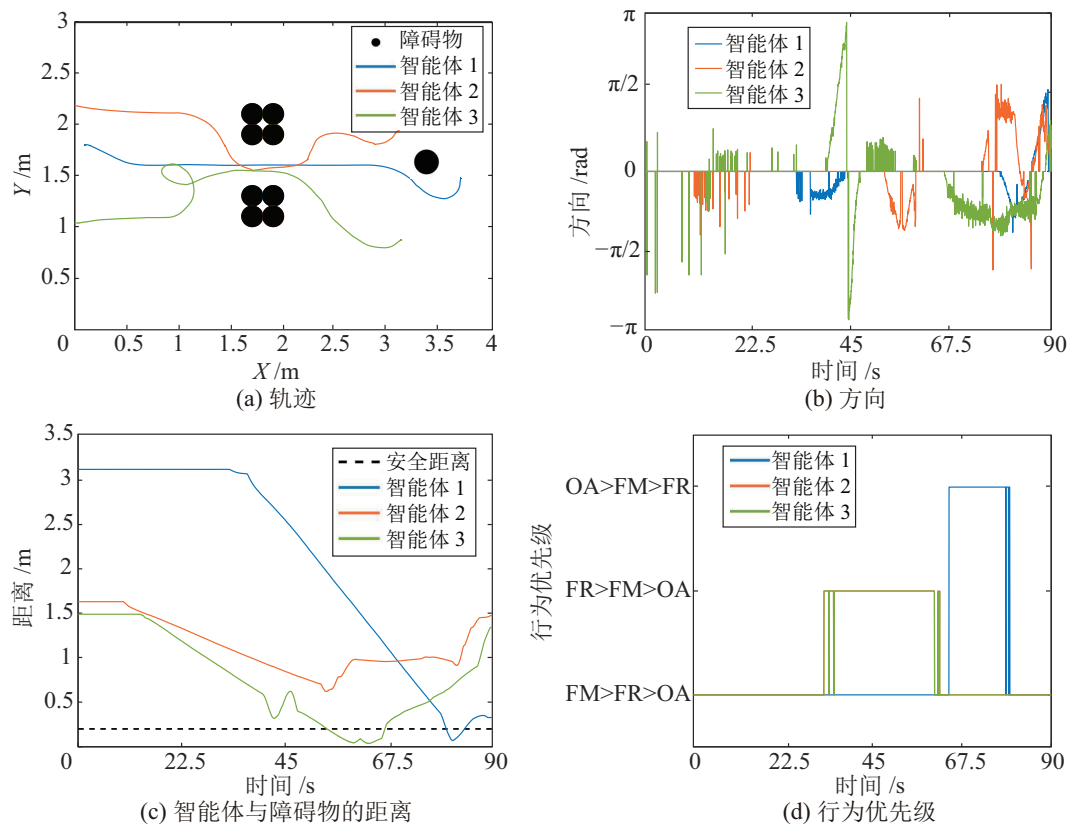 3
2.5
2
1.5
1
0.5
0
0.5
1
1.5
2
2.5
3
3.5
4
Y /m
X /m
障碍物
智能体 1
智能体 2
智能体 3
(a) 轨迹
π
π/2
0
−π/2
−π
0
22.5
45
67.5
90
方向 /rad
时间 /s
智能体 1
智能体 2
智能体 3
(b) 方向
3.5
3
2.5
2
1.5
1
0.5
0
22.5
45
67.5
90
距离 /m
时间 /s
安全距离
智能体 1
智能体 2
智能体 3
(c) 智能体与障碍物的距离
OA>FM>FR
FR>FM>OA
FM>FR>OA
0
22.5
45
67.5
90
行为优先级
时间 /s
智能体 1
智能体 2
智能体 3
(d) 行为优先级